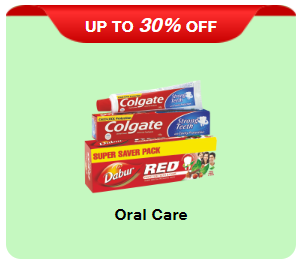 UP TO 30% OFF
Colgate
Strong
Teeth
Colgate
Strong
Teeth
SUPER SAVER PACK
Dabur
RED
Oral Care